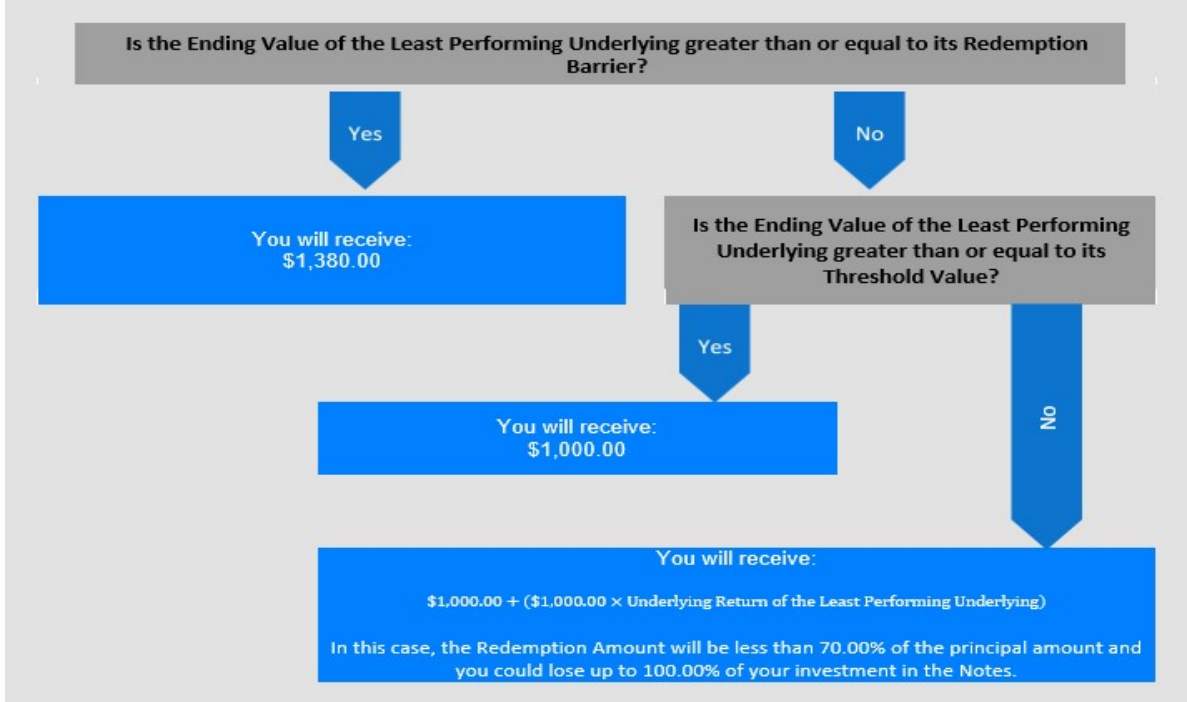 Is the Ending Value of the Least Performing Underlying greater than or equal to its Redemption
Barrier?
Yes
No
You will receive:
$1,380.00
Is the Ending Value of the Least Performing
Underlying greater than or equal to its
Threshold Value?
Yes
No
You will receive:
$1,000.00
You will receive:
$1,000.00 + ($1,000.00 × Underlying Return of the Least Performing Underlying)
In this case, the Redemption Amount will be less than 70.00% of the principal amount and
you could lose up to 100.00% of your investment in the Notes.